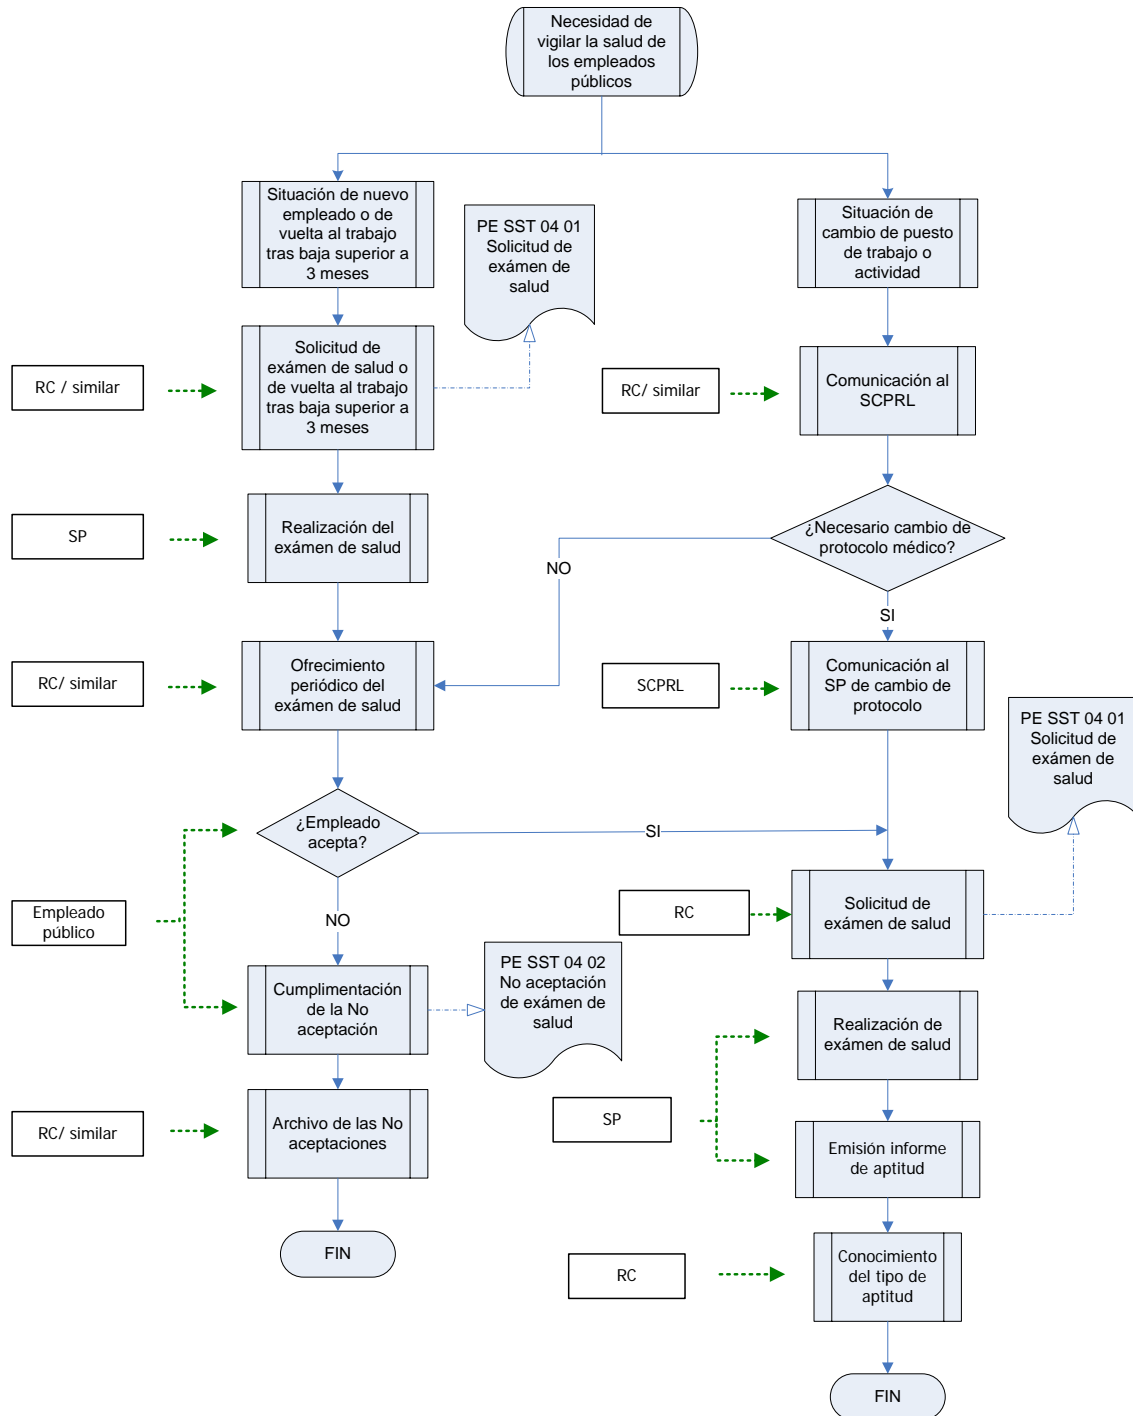 Necesidad de
vigilar la salud de
los empleados
públicos
Situación de nuevo
empleado o de
vuelta al trabajo
tras baja superior a
3 meses
PE SST 04 01
Solicitud de
exámen de
salud
Situación de
cambio de puesto
de trabajo o
actividad
RC / similar
Solicitud de
exámen de salud o
de vuelta al trabajo
tras baja superior a
3 meses
RC/ similar
Comunicación al
SCPRL
SP
Realización del
exámen de salud
¿Necesario cambio de
protocolo médico?
NO
SI
RC/ similar
Ofrecimiento
periódico del
exámen de salud
SCPRL
Comunicación al
SP de cambio de
protocolo
PE SST 04 01
Solicitud de
exámen de
salud
¿Empleado
acepta?
SI
NO
Empleado
público
RC
Solicitud de
exámen de salud
Cumplimentación
de la No
aceptación
PE SST 04 02
No aceptación
de exámen de
salud
Realización de
exámen de salud
RC/ similar
Archivo de las No
aceptaciones
SP
Emisión informe
de aptitud
FIN
RC
Conocimiento
del tipo de
aptitud
FIN